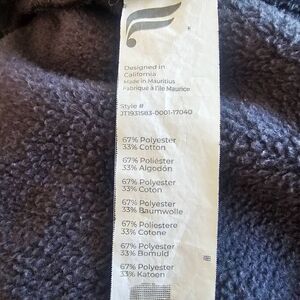 Designed in
California
Made in Mauritius
Fabriqué à l'île Maurice
Style #
JT1931583-0001-17040
67% Polyester
33% Cotton
67% Poliéster
33% Algodón
67% Polyester
33% Coton
67% Polyester
33% Baumwolle
67% Poliestere
33% Cotone
67% Polyester
33% Bomuld
67% Polyester
33% Katoen